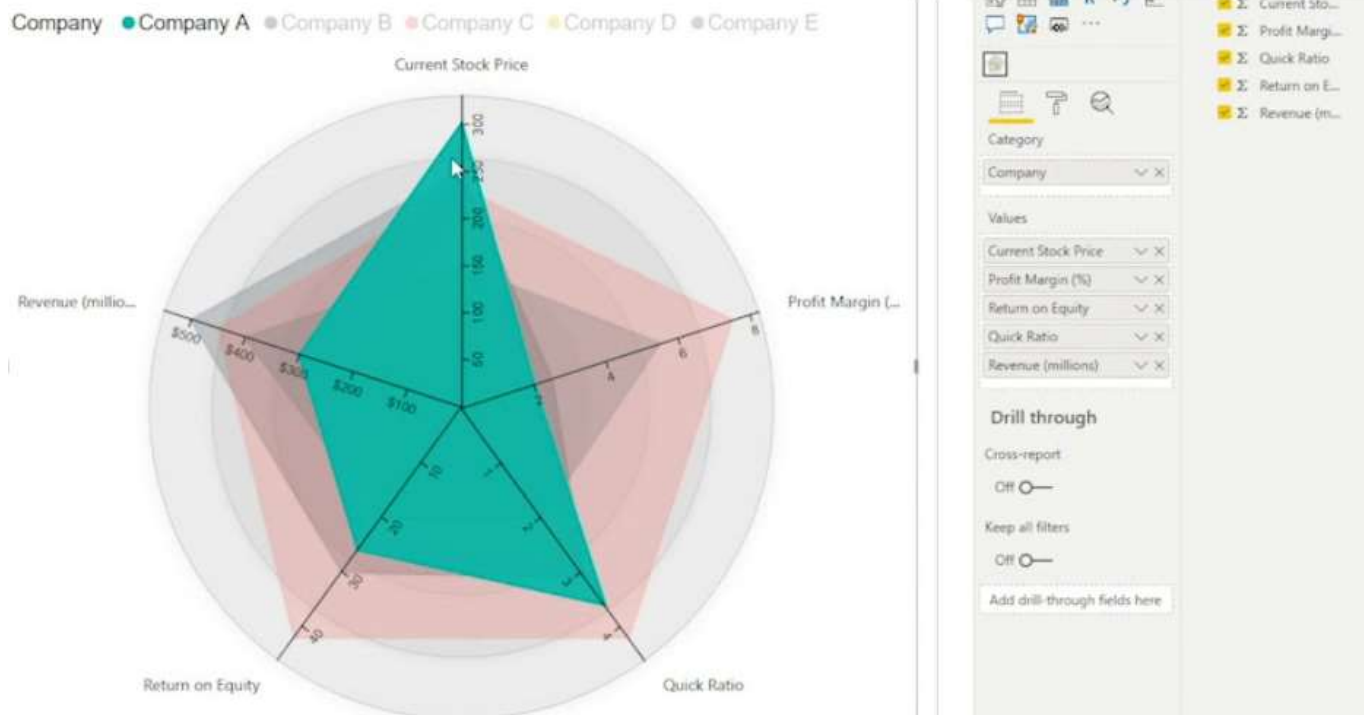 Company Company A Company B Company C Company D Company E
Current Stock Price
300
250
200
150
100
50
Revenue (millio...
$500
$400
$300
$200
$100
Profit Margin (...
2
4
6
8
10
20
30
40
1
2
3
4
Return on Equity
Quick Ratio
...
Category
Company
Values
Current Stock Price
Profit Margin (%)
Return on Equity
Quick Ratio
Revenue (millions)
Drill through
Cross-report
Off
Keep all filters
Off
Add drill-through fields here
Σ Current Sto...
Σ Profit Margi...
Σ Quick Ratio
Σ Return on E...
Σ Revenue (m...